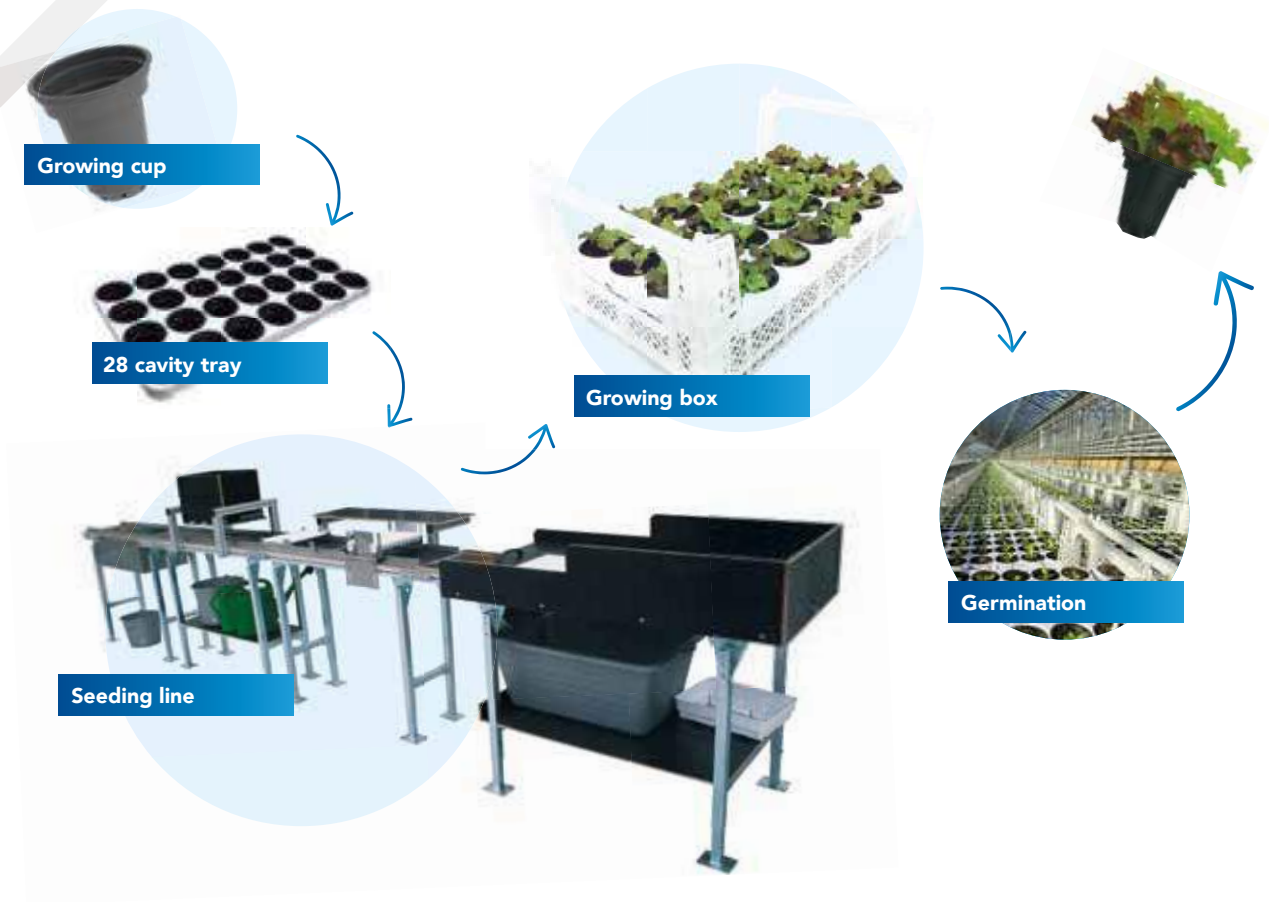 Growing cup
28 cavity tray
Growing box
Seeding line
Germination